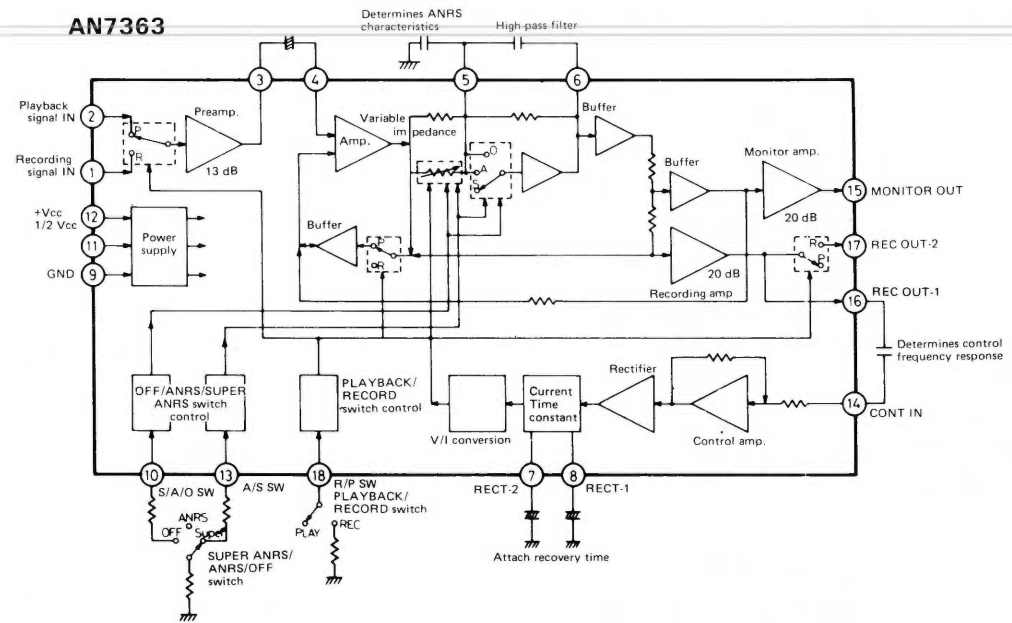 AN7363
Determines ANRS
characteristics
High pass filter
3
4
5
6
Playback
signal IN
2
P
Preamp.
13 dB
Recording
signal IN
1
R
Amp.
Variable
im pedance
O
A
S
Buffer
Buffer
Monitor amp.
20 dB
15
MONITOR OUT
+Vcc
12
1/2 Vcc
11
GND
9
Power
supply
Buffer
P
R
20 dB
Recording amp
R
P
17
REC OUT-2
16
REC OUT-1
Determines control
frequency response
OFF/ANRS/SUPER
ANRS switch
control
PLAYBACK/
RECORD
switch control
V/I conversion
Current
Time
constant
Rectifier
Control amp.
14
CONT IN
10
S/A/O SW
13
A/S SW
18
R/P SW
PLAYBACK/
RECORD switch
RECT-2
7
8
RECT-1
ANRS
OFF
Super
PLAY
REC
SUPER ANRS/
ANRS/OFF
switch
Attach recovery time